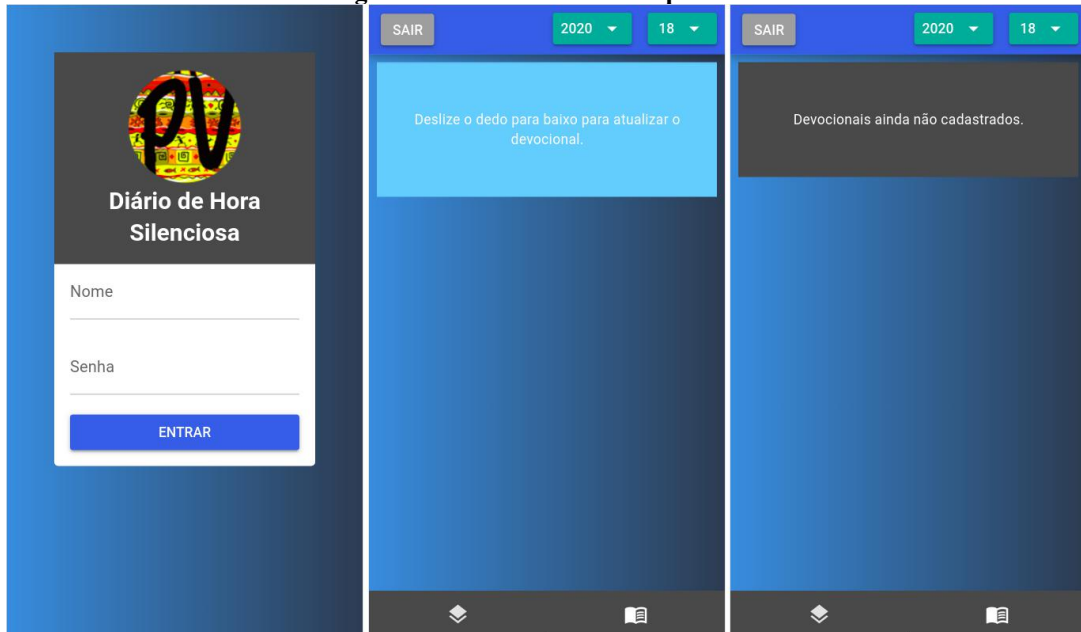 PV
Diário de Hora
Silenciosa
Nome
Senha
ENTRAR
SAIR
2020
18
Deslize o dedo para baixo para atualizar o
devocional.
SAIR
2020
18
Devocionais ainda não cadastrados.